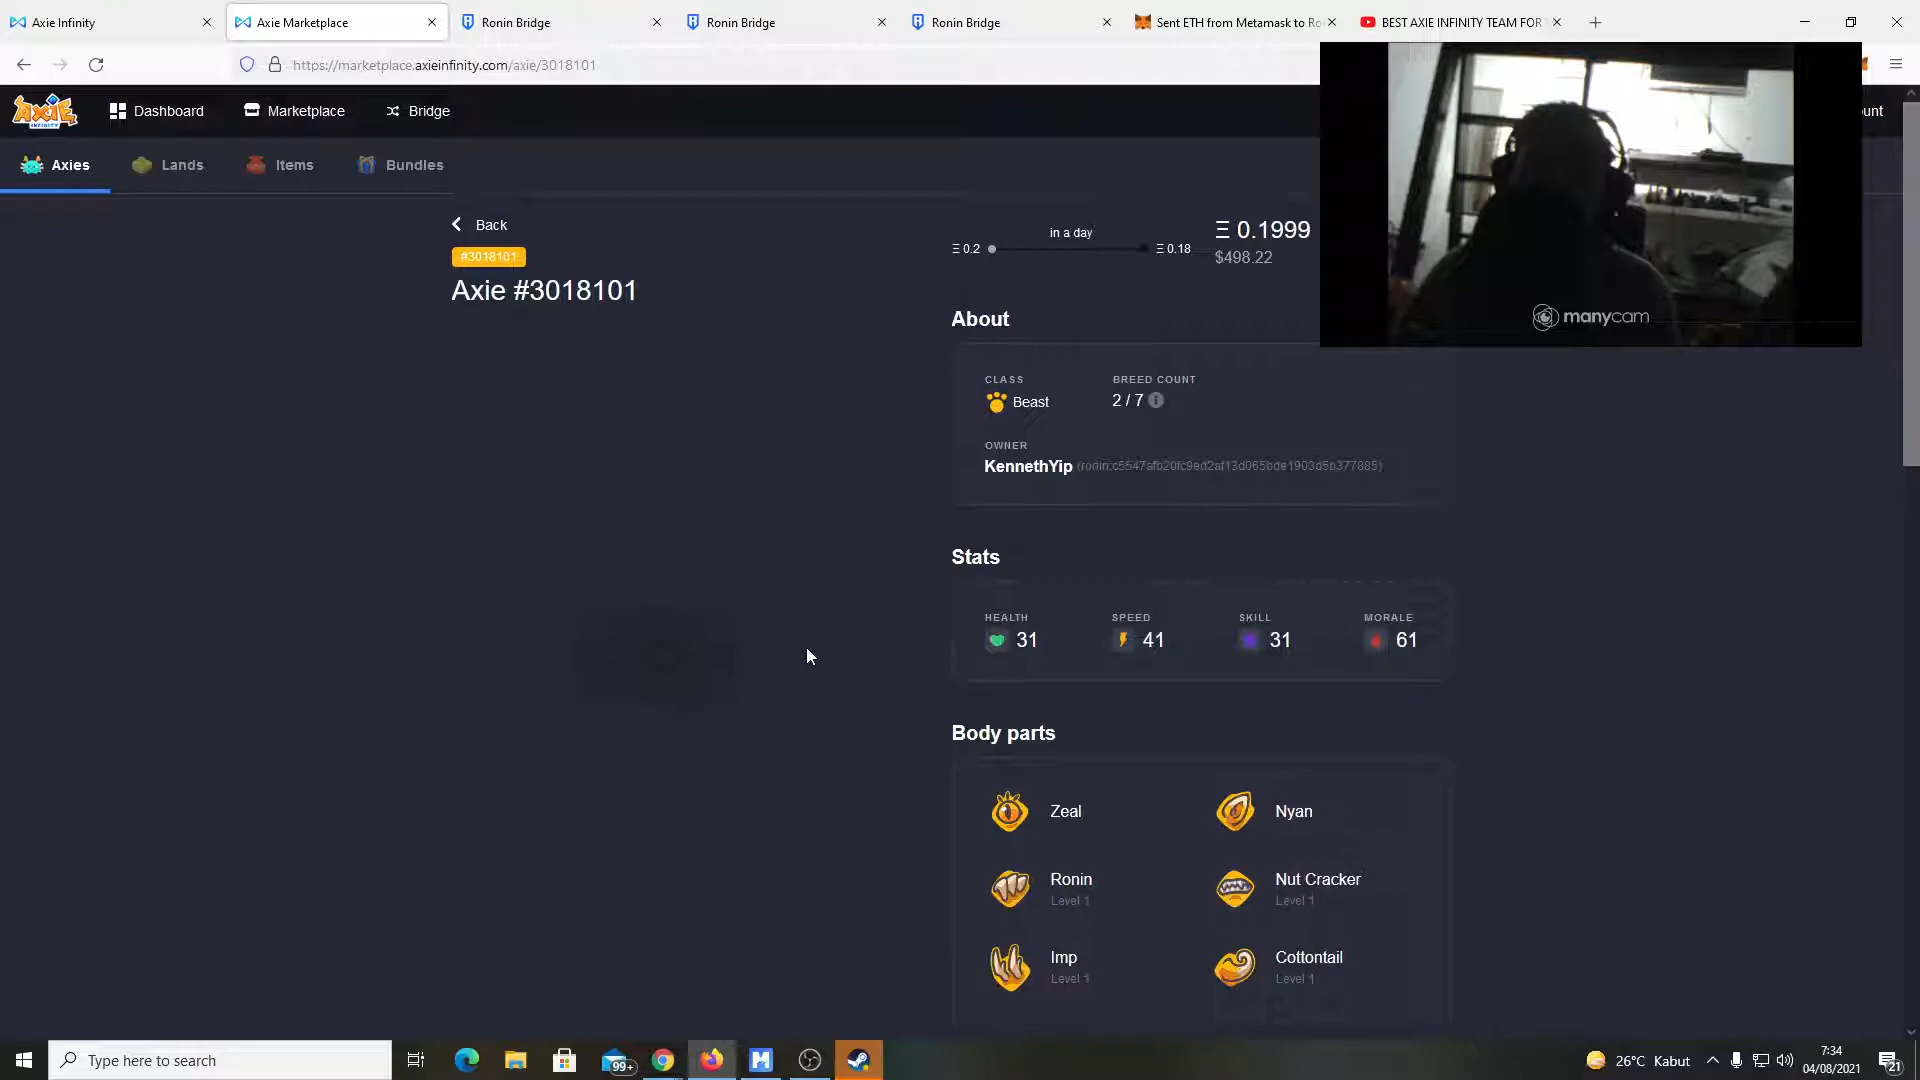 Axie Infinity
Axie Marketplace
Ronin Bridge
Ronin Bridge
Ronin Bridge
Sent ETH from Metamask to Ro
BEST AXIE INFINITY TEAM FOR
https://marketplace.axieinfinity.com/axie/3018101
AXIE
INFINITY
Dashboard
Marketplace
Bridge
unt
Axies
Lands
Items
Bundles
Back
#3018101
Axie #3018101
Ξ 0.2
in a day
Ξ 0.18
Ξ 0.1999
$498.22
manycam
About
CLASS
Beast
BREED COUNT
2 / 7
OWNER
KennethYip
Stats
HEALTH
31
SPEED
41
SKILL
31
MORALE
61
Body parts
Zeal
Nyan
Ronin
Level 1
Nut Cracker
Level 1
Imp
Level 1
Cottontail
Level 1
Type here to search
99+
26°C Kabut
7:34
04/08/2021
21